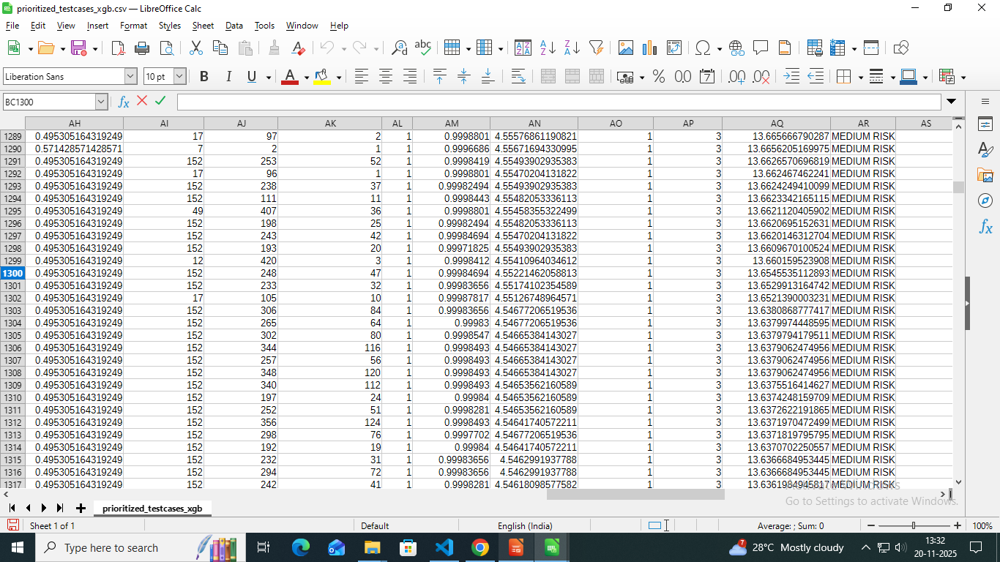 prioritized_testcases_xgb.csv — LibreOffice Calc
File Edit View Insert Format Styles Sheet Data Tools Window Help
Liberation Sans 10 pt B I U A % 0.0 7 .00 0.0
BC1300 fx
AH AI AJ AK AL AM AN AO AP AQ AR AS
1289 0.495305164319249 17 97 2 1 0.9998801 4.55576861190821 1 3 13.665666790287 MEDIUM RISK
1290 0.571428571428571 7 2 1 1 0.9996686 4.55671694330995 1 3 13.6656205169975 MEDIUM RISK
1291 0.495305164319249 152 253 52 1 0.9998419 4.55493902935383 1 3 13.6626570696819 MEDIUM RISK
1292 0.495305164319249 17 96 1 1 0.9998801 4.55470204131822 1 3 13.662467462241 MEDIUM RISK
1293 0.495305164319249 152 238 37 1 0.99982494 4.55493902935383 1 3 13.6624249410099 MEDIUM RISK
1294 0.495305164319249 152 111 11 1 0.9998443 4.55482053336113 1 3 13.6623342165115 MEDIUM RISK
1295 0.495305164319249 49 407 36 1 0.9998801 4.55458355322499 1 3 13.6621120405902 MEDIUM RISK
1296 0.495305164319249 152 198 25 1 0.99982494 4.55482053336113 1 3 13.6620695152631 MEDIUM RISK
1297 0.495305164319249 152 243 42 1 0.99984694 4.55470204131822 1 3 13.6620146312704 MEDIUM RISK
1298 0.495305164319249 152 193 20 1 0.99971825 4.55493902935383 1 3 13.6609670100524 MEDIUM RISK
1299 0.495305164319249 12 420 3 1 0.9998412 4.55410964034612 1 3 13.660159523908 MEDIUM RISK
1300 0.495305164319249 152 248 47 1 0.99984694 4.55221462058813 1 3 13.6545535112893 MEDIUM RISK
1301 0.495305164319249 152 233 32 1 0.99983656 4.55174102354589 1 3 13.6529913164742 MEDIUM RISK
1302 0.495305164319249 17 105 10 1 0.99987817 4.55126748964571 1 3 13.6521390003231 MEDIUM RISK
1303 0.495305164319249 152 306 84 1 0.99983656 4.54677206519536 1 3 13.6380868777417 MEDIUM RISK
1304 0.495305164319249 152 265 64 1 0.99983 4.54677206519536 1 3 13.6379974448595 MEDIUM RISK
1305 0.495305164319249 152 302 80 1 0.9998547 4.54665384143027 1 3 13.6379794179511 MEDIUM RISK
1306 0.495305164319249 152 344 116 1 0.9998493 4.54665384143027 1 3 13.6379062474956 MEDIUM RISK
1307 0.495305164319249 152 257 56 1 0.9998493 4.54665384143027 1 3 13.6379062474956 MEDIUM RISK
1308 0.495305164319249 152 348 120 1 0.9998493 4.54665384143027 1 3 13.6379062474956 MEDIUM RISK
1309 0.495305164319249 152 340 112 1 0.9998493 4.54653562160589 1 3 13.6375516414627 MEDIUM RISK
1310 0.495305164319249 152 197 24 1 0.99984 4.54653562160589 1 3 13.6374248159709 MEDIUM RISK
1311 0.495305164319249 152 252 51 1 0.9998281 4.54653562160589 1 3 13.6372622191865 MEDIUM RISK
1312 0.495305164319249 152 356 124 1 0.9998493 4.54641740572211 1 3 13.6371970472499 MEDIUM RISK
1313 0.495305164319249 152 298 76 1 0.9997702 4.54677206519536 1 3 13.6371819795795 MEDIUM RISK
1314 0.495305164319249 152 192 19 1 0.99984 4.54641740572211 1 3 13.6370702250557 MEDIUM RISK
1315 0.495305164319249 152 232 31 1 0.99983656 4.5462991937788 1 3 13.6366684953445 MEDIUM RISK
1316 0.495305164319249 152 294 72 1 0.99983656 4.5462991937788 1 3 13.6366684953445 MEDIUM RISK
1317 0.495305164319249 152 242 41 1 0.9998281 4.54618098577582 1 3 13.6361984945817 MEDIUM RISK
Activate Windows
Go to Settings to activate Windows.
prioritized_testcases_xgb
Sheet 1 of 1 Default English (India) Average: ; Sum: 0 100%
Type here to search 28°C Mostly cloudy 13:32
20-11-2025